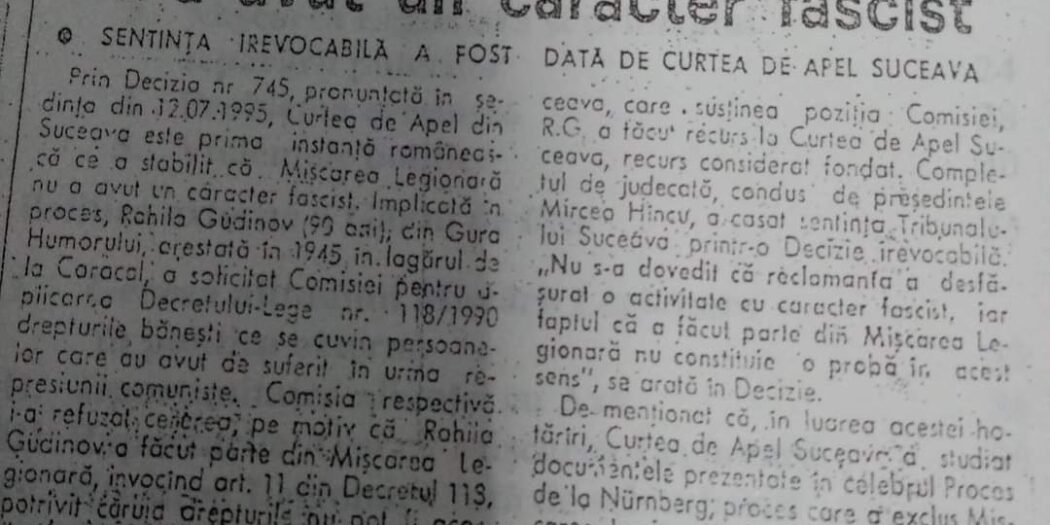 avut un caracter fascist
SENTINȚA IREVOCABILĂ A FOST DATĂ DE CURTEA DE APEL SUCEAVA
Prin Decizia nr 745, pronunțată în șe-
dința din 12.07.1995, Curtea de Apel din
Suceava este prima instanță româneas-
că ce a stabilit că Mișcarea Legionară
nu a avut un caracter fascist. Implicată în
proces, Rahila Gudinov (90 ani), din Gura
Humorului, arestată în 1945 în lagărul de
la Caracal, a solicitat Comisiei pentru a-
plicarea Decretului-Lege nr. 118/1990
drepturile bănești ce se cuvin persoane-
lor care au avut de suferit în urma re-
presiunii comuniste. Comisia respectivă
i-a refuzat cererea, pe motiv că Rahila
Gudinov a făcut parte din Mișcarea Le-
gionară, invocînd art. 11 din Decretul 118,
potrivit căruia drepturile nu pot fi
ceava, care susținea poziția Comisiei,
R.G. a făcut recurs la Curtea de Apel Su-
ceava, recurs considerat fondat. Comple-
tul de judecată, condus de președintele
Mircea Hincu, a casat sentința Tribunalu-
lui Suceava printr-o Decizie irevocabilă.
„Nu s-a dovedit că reclamanta a desfă-
șurat o activitate cu caracter fascist, iar
faptul că a făcut parte din Mișcarea Le-
gionară nu constituie o probă în acest
sens", se arată în Decizie.
De menționat că, în luarea acestei ho-
tărîri, Curtea de Apel Suceava a studiat
documentele prezentate în celebrul Proces
de la Nürnberg, proces care a exclus Miș-